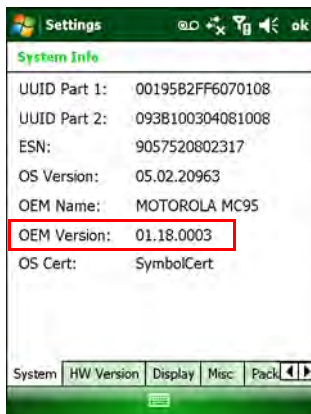 Settings ok
System Info
UUID Part 1: 00195B2FF6070108
UUID Part 2: 093B100304081008
ESN: 9057520802317
OS Version: 05.02.20963
OEM Name: MOTOROLA MC95
OEM Version: 01.18.0003
OS Cert: SymbolCert
System HW Version Display Misc Pack